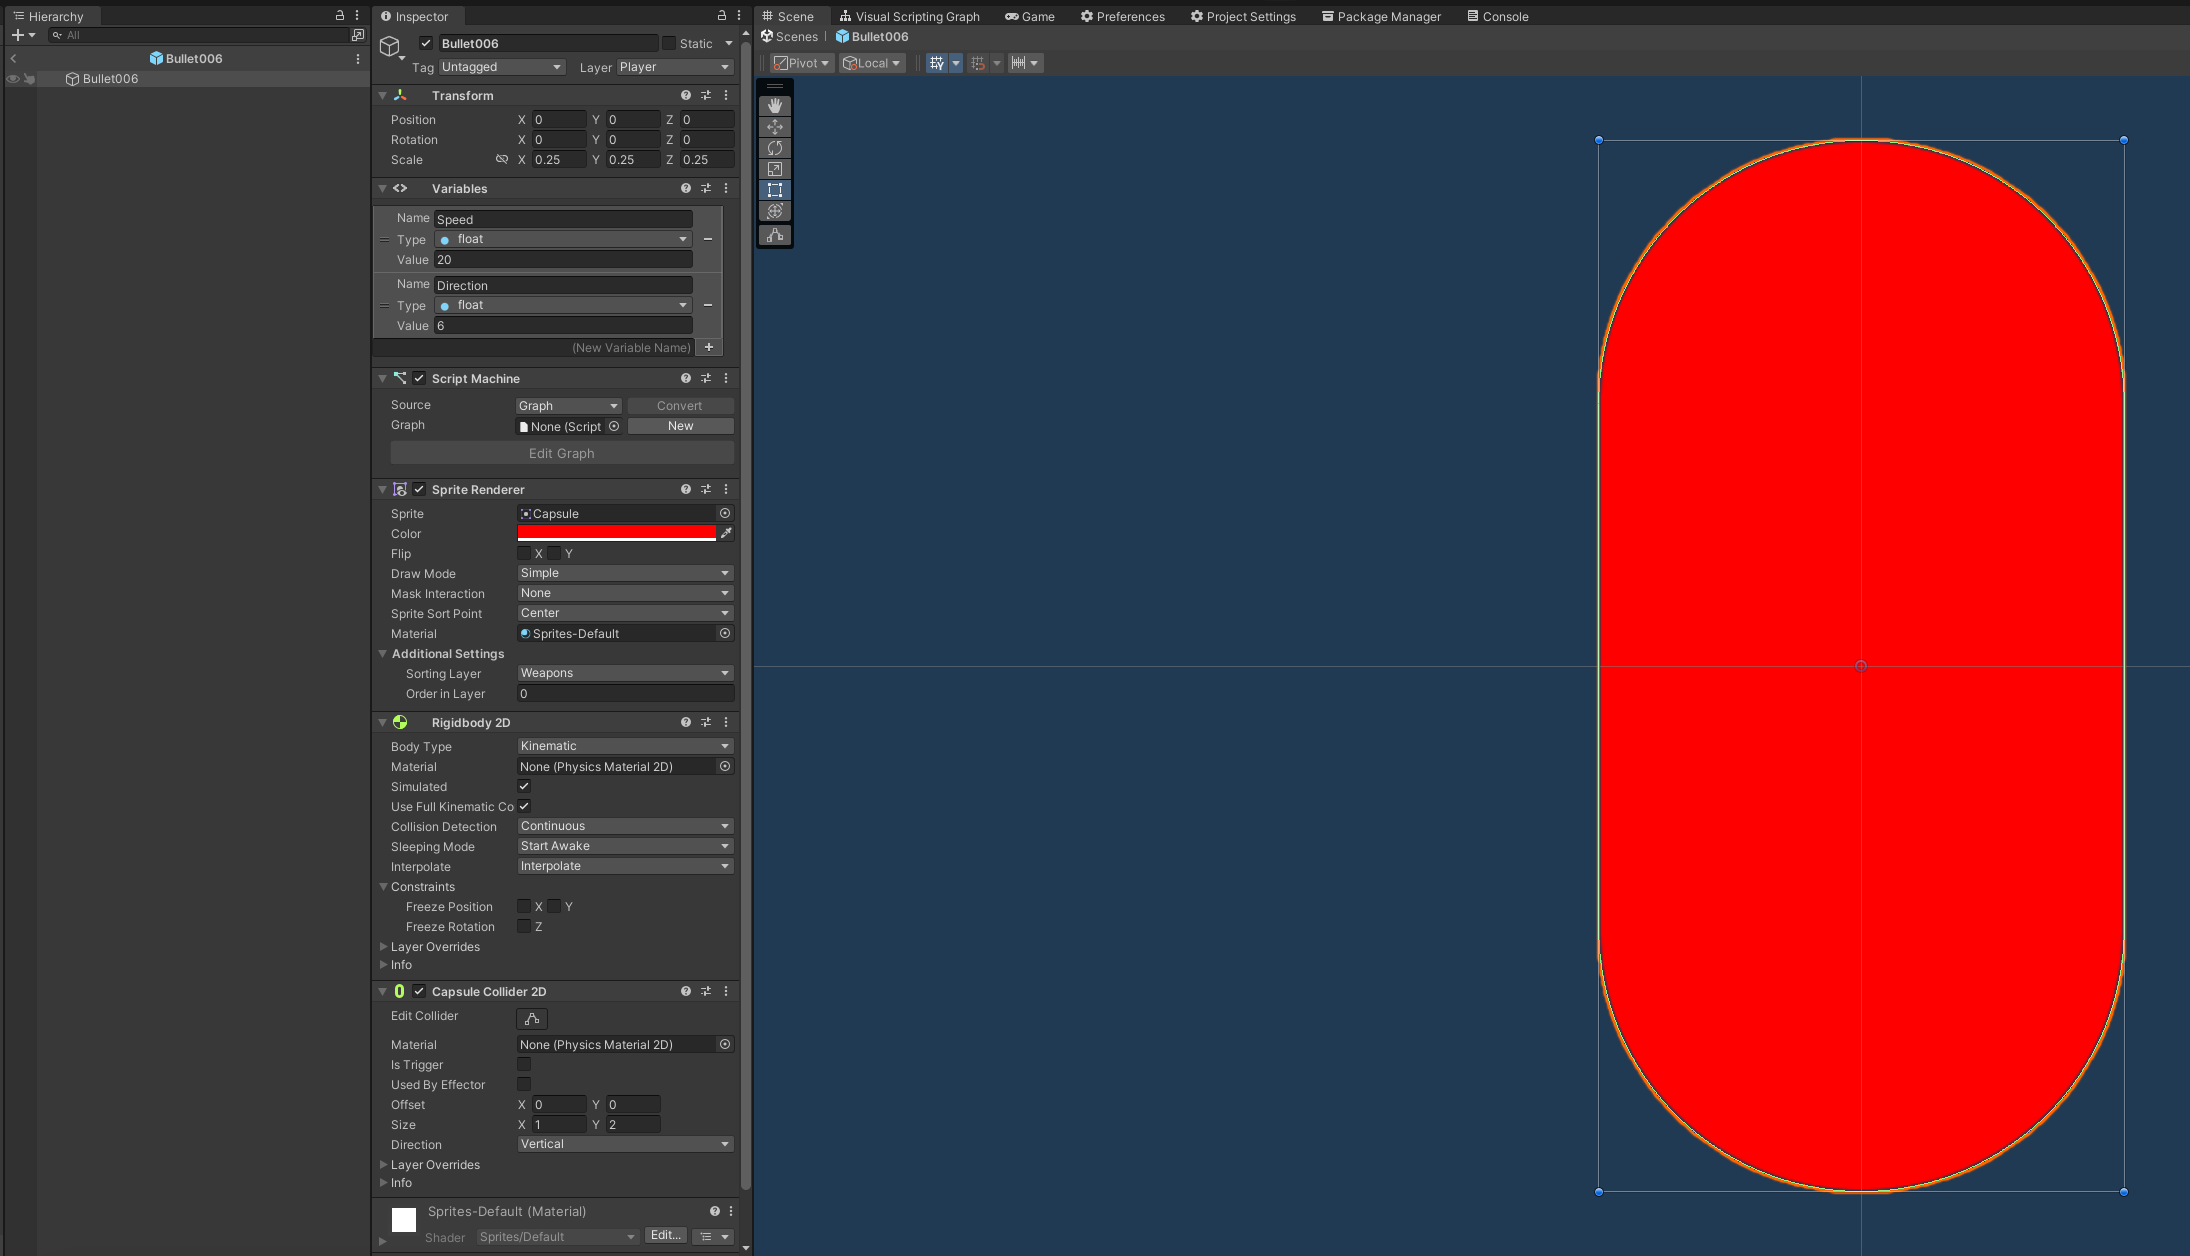 Hierarchy
All
Bullet006
Bullet006
Inspector
Bullet006
Static
Tag Untagged Layer Player
Transform
Position X 0 Y 0 Z 0
Rotation X 0 Y 0 Z 0
Scale X 0.25 Y 0.25 Z 0.25
Variables
Name Speed
Type float
Value 20
Name Direction
Type float
Value 6
(New Variable Name)
Script Machine
Source Graph Convert
Graph None (Script New
Edit Graph
Sprite Renderer
Sprite Capsule
Color
Flip X Y
Draw Mode Simple
Mask Interaction None
Sprite Sort Point Center
Material Sprites-Default
Additional Settings
Sorting Layer Weapons
Order in Layer 0
Rigidbody 2D
Body Type Kinematic
Material None (Physics Material 2D)
Simulated
Use Full Kinematic Co
Collision Detection Continuous
Sleeping Mode Start Awake
Interpolate Interpolate
Constraints
Freeze Position X Y
Freeze Rotation Z
Layer Overrides
Info
Capsule Collider 2D
Edit Collider
Material None (Physics Material 2D)
Is Trigger
Used By Effector
Offset X 0 Y 0
Size X 1 Y 2
Direction Vertical
Layer Overrides
Info
Sprites-Default (Material)
Shader Sprites/Default Edit...
Scene Visual Scripting Graph Game Preferences Project Settings Package Manager Console
Scenes Bullet006
Pivot Local